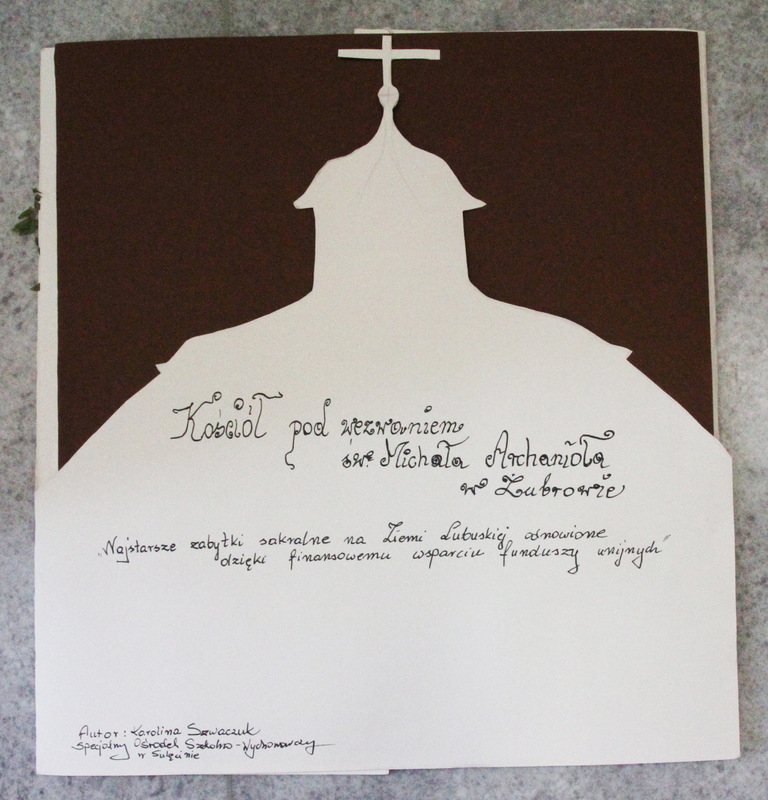 Kościół pod wezwaniem
św. Michała Archanioła
w Żubrowie
„Najstarsze zabytki sakralne na Ziemi Lubuskiej odnowione
dzięki finansowemu wsparciu funduszy unijnych"
Autor: Karolina Szwaczuk
Specjalny Ośrodek Szkolno-Wychowawczy
w Sulęcinie